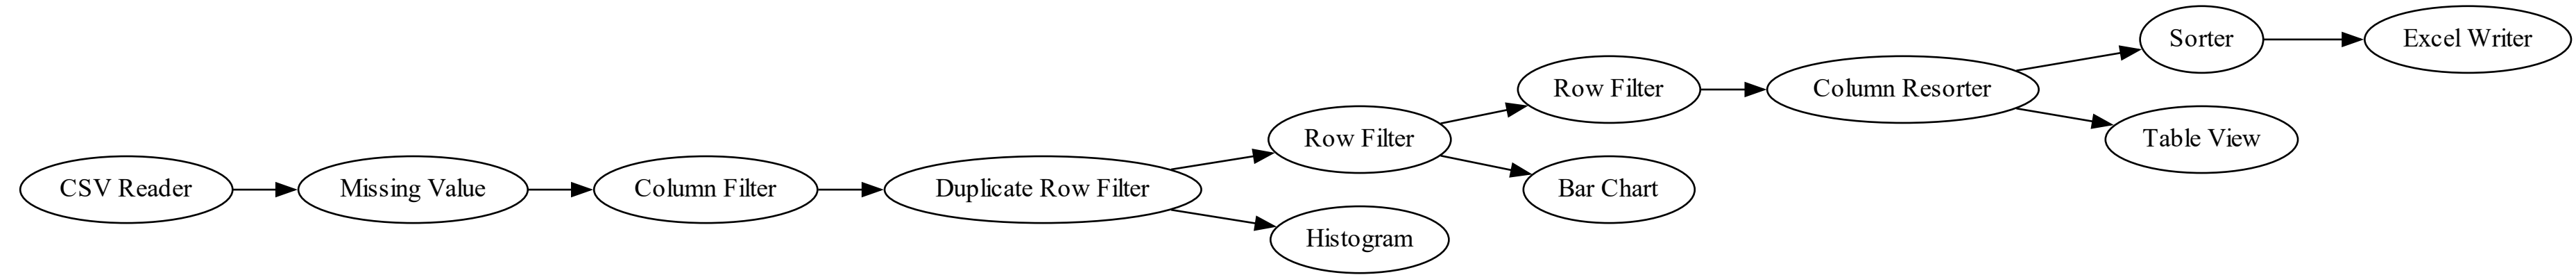 CSV Reader
Missing Value
Column Filter
Duplicate Row Filter
Row Filter
Histogram
Row Filter
Bar Chart
Column Resorter
Sorter
Table View
Excel Writer